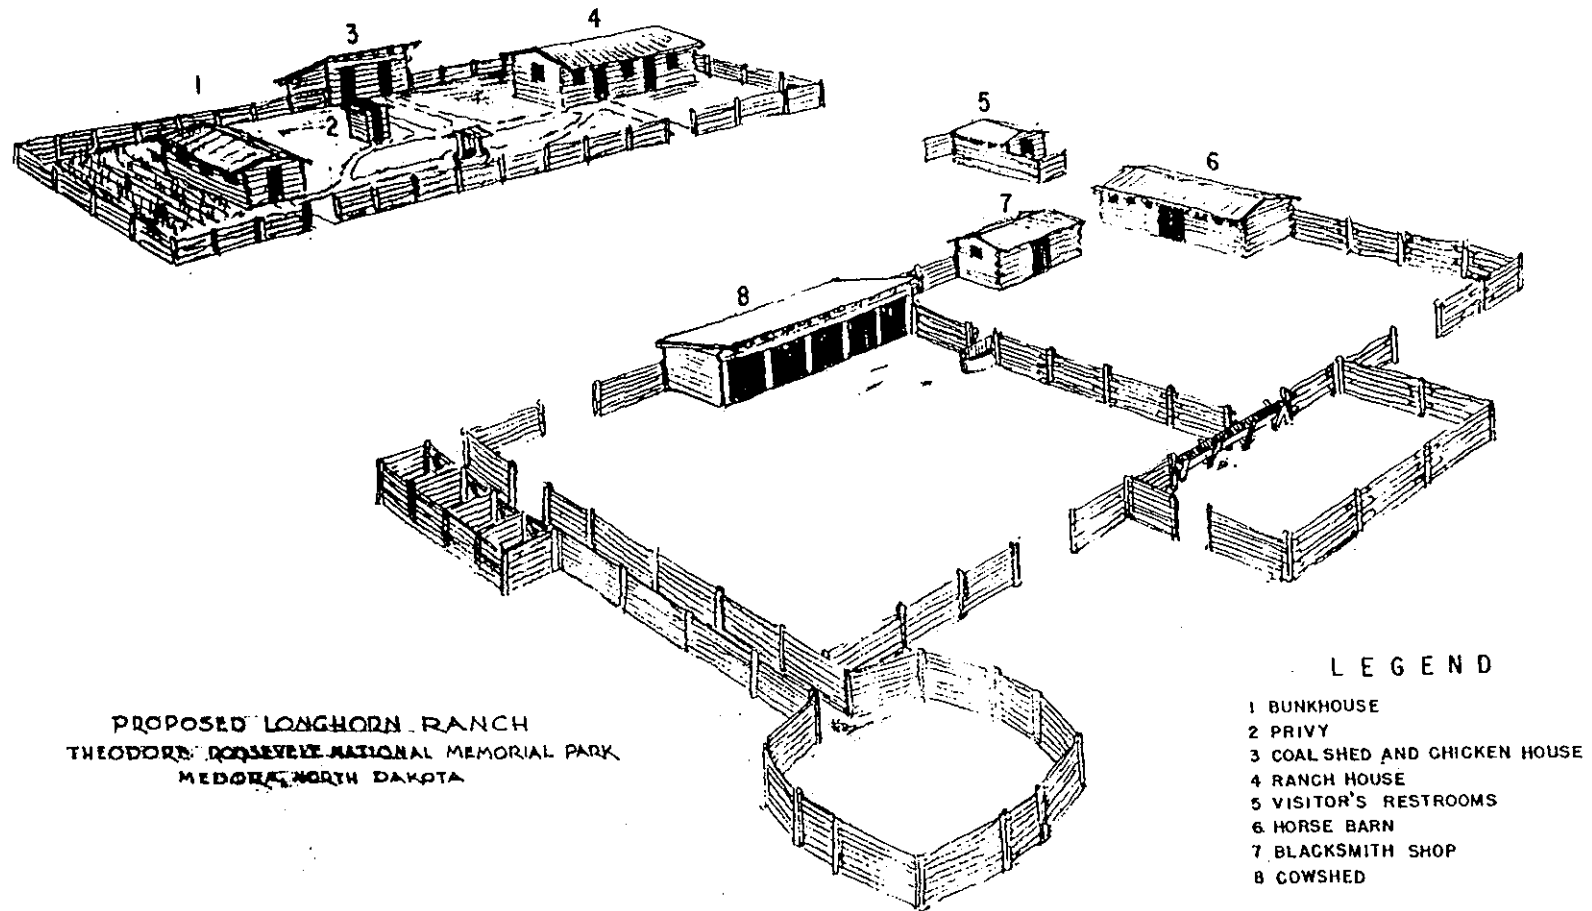 1
2
3
4
5
6
7
8
PROPOSED LONGHORN RANCH
THEODORE ROOSEVELT NATIONAL MEMORIAL PARK
MEDORA, NORTH DAKOTA
LEGEND
1 BUNKHOUSE
2 PRIVY
3 COAL SHED AND CHICKEN HOUSE
4 RANCH HOUSE
5 VISITOR'S RESTROOMS
6 HORSE BARN
7 BLACKSMITH SHOP
8 COWSHED